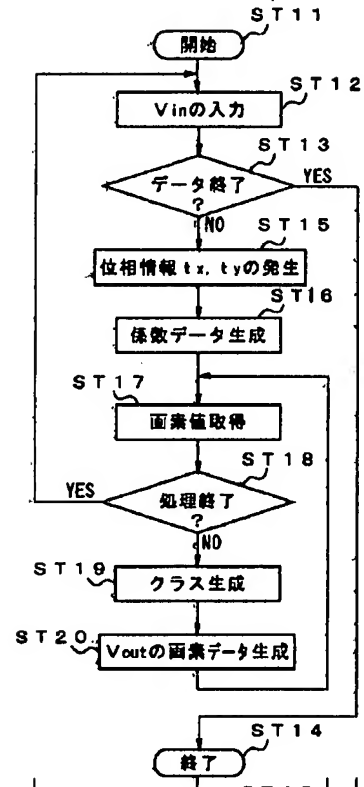 ST11
開始
ST12
Vinの入力
ST13
データ終了
?
YES
NO
ST15
位相情報tx, tyの発生
ST16
係数データ生成
ST17
画素値取得
ST18
YES
処理終了
?
NO
ST19
クラス生成
ST20
Voutの画素データ生成
ST14
終了